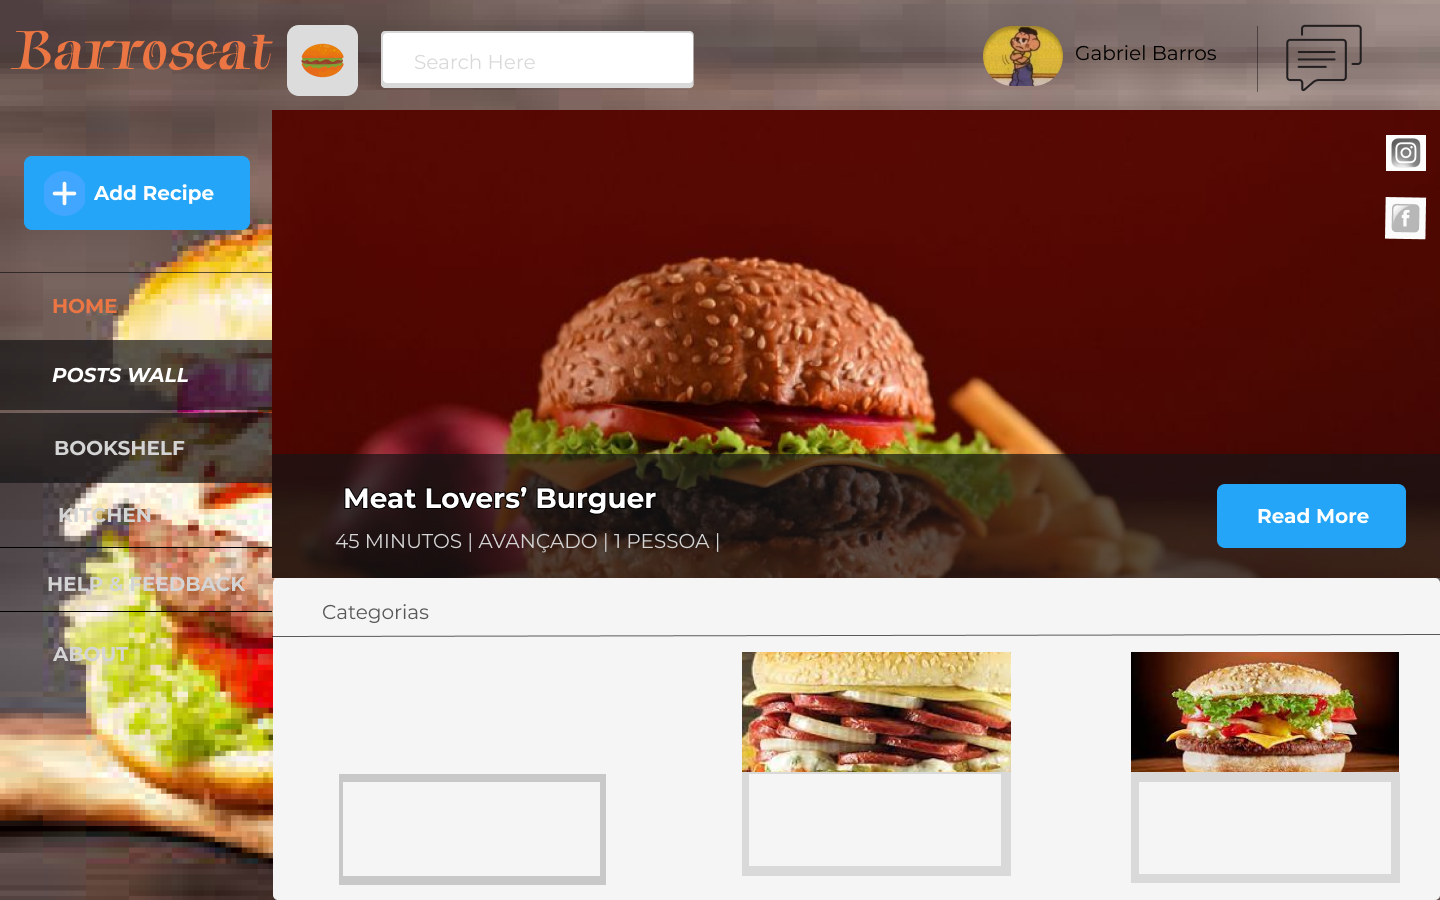 Barroseat
Search Here
Gabriel Barros
Add Recipe
HOME
POSTS WALL
BOOKSHELF
KITCHEN
HELP & FEEDBACK
ABOUT
Meat Lovers’ Burguer
45 MINUTOS | AVANÇADO | 1 PESSOA |
Read More
Categorias